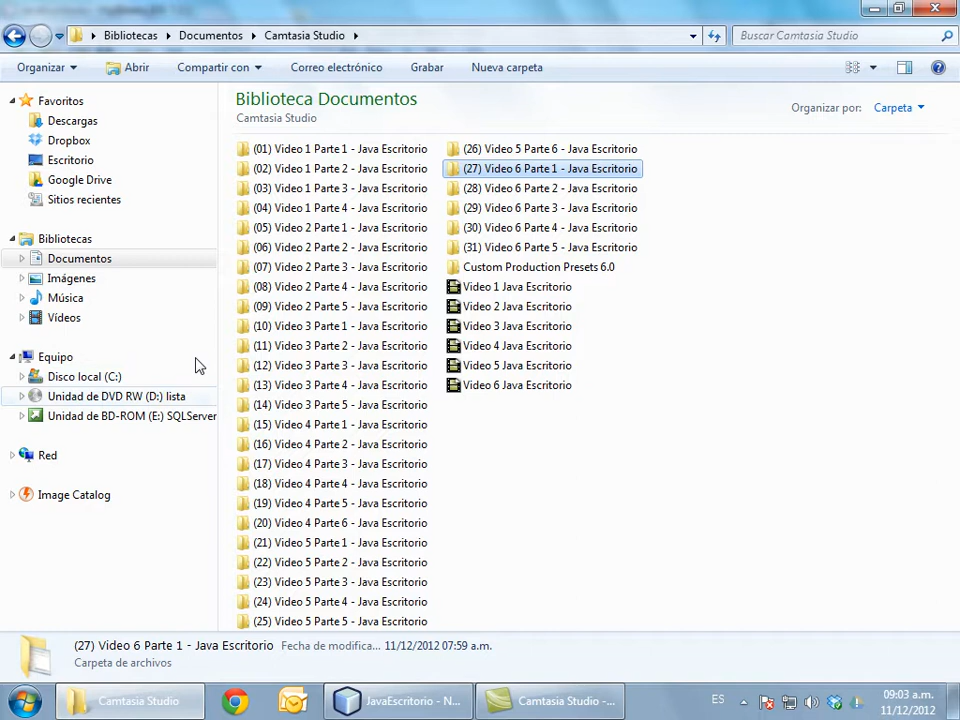 Bibliotecas
Documentos
Camtasia Studio
Buscar Camtasia Studio
Organizar
Abrir
Compartir con
Correo electrónico
Grabar
Nueva carpeta
Favoritos
Descargas
Dropbox
Escritorio
Google Drive
Sitios recientes
Bibliotecas
Documentos
Imágenes
Música
Vídeos
Equipo
Disco local (C:)
Unidad de DVD RW (D:) lista
Unidad de BD-ROM (E:) SQLServer
Red
Image Catalog
Biblioteca Documentos
Camtasia Studio
Organizar por:
Carpeta
(01) Video 1 Parte 1 - Java Escritorio
(02) Video 1 Parte 2 - Java Escritorio
(03) Video 1 Parte 3 - Java Escritorio
(04) Video 1 Parte 4 - Java Escritorio
(05) Video 2 Parte 1 - Java Escritorio
(06) Video 2 Parte 2 - Java Escritorio
(07) Video 2 Parte 3 - Java Escritorio
(08) Video 2 Parte 4 - Java Escritorio
(09) Video 2 Parte 5 - Java Escritorio
(10) Video 3 Parte 1 - Java Escritorio
(11) Video 3 Parte 2 - Java Escritorio
(12) Video 3 Parte 3 - Java Escritorio
(13) Video 3 Parte 4 - Java Escritorio
(14) Video 3 Parte 5 - Java Escritorio
(15) Video 4 Parte 1 - Java Escritorio
(16) Video 4 Parte 2 - Java Escritorio
(17) Video 4 Parte 3 - Java Escritorio
(18) Video 4 Parte 4 - Java Escritorio
(19) Video 4 Parte 5 - Java Escritorio
(20) Video 4 Parte 6 - Java Escritorio
(21) Video 5 Parte 1 - Java Escritorio
(22) Video 5 Parte 2 - Java Escritorio
(23) Video 5 Parte 3 - Java Escritorio
(24) Video 5 Parte 4 - Java Escritorio
(25) Video 5 Parte 5 - Java Escritorio
(26) Video 5 Parte 6 - Java Escritorio
(27) Video 6 Parte 1 - Java Escritorio
(28) Video 6 Parte 2 - Java Escritorio
(29) Video 6 Parte 3 - Java Escritorio
(30) Video 6 Parte 4 - Java Escritorio
(31) Video 6 Parte 5 - Java Escritorio
Custom Production Presets 6.0
Video 1 Java Escritorio
Video 2 Java Escritorio
Video 3 Java Escritorio
Video 4 Java Escritorio
Video 5 Java Escritorio
Video 6 Java Escritorio
(27) Video 6 Parte 1 - Java Escritorio
Fecha de modifica... 11/12/2012 07:59 a.m.
Carpeta de archivos
Camtasia Studio
JavaEscritorio - N...
Camtasia Studio -...
ES
09:03 a.m.
11/12/2012